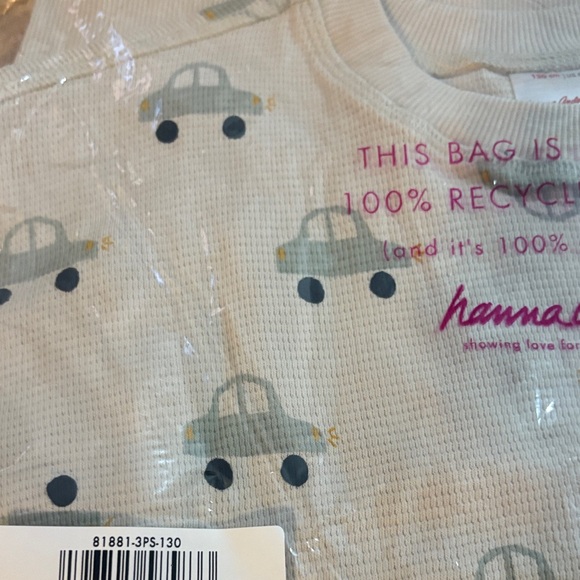 THIS BAG IS
100% RECYCL
(and it's 100%
hanna
showing love for
81881-3PS-130